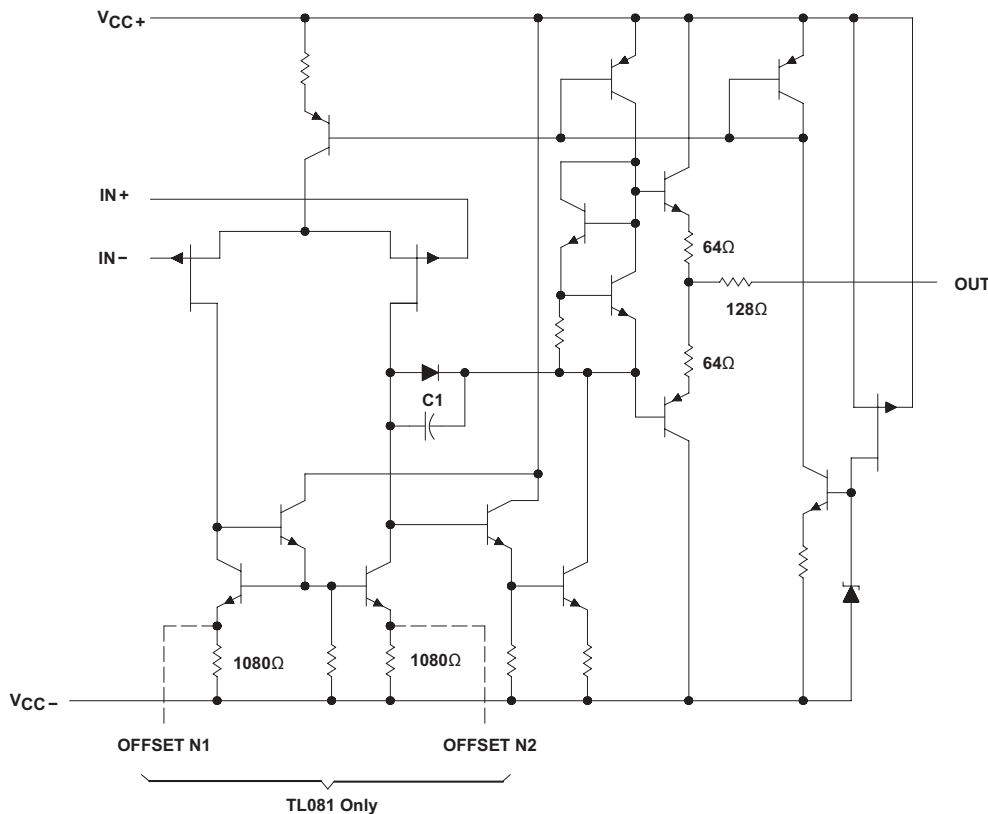 VCC+
IN+
IN−
64Ω
OUT
128Ω
64Ω
C1
1080Ω
1080Ω
VCC−
OFFSET N1
OFFSET N2
TL081 Only